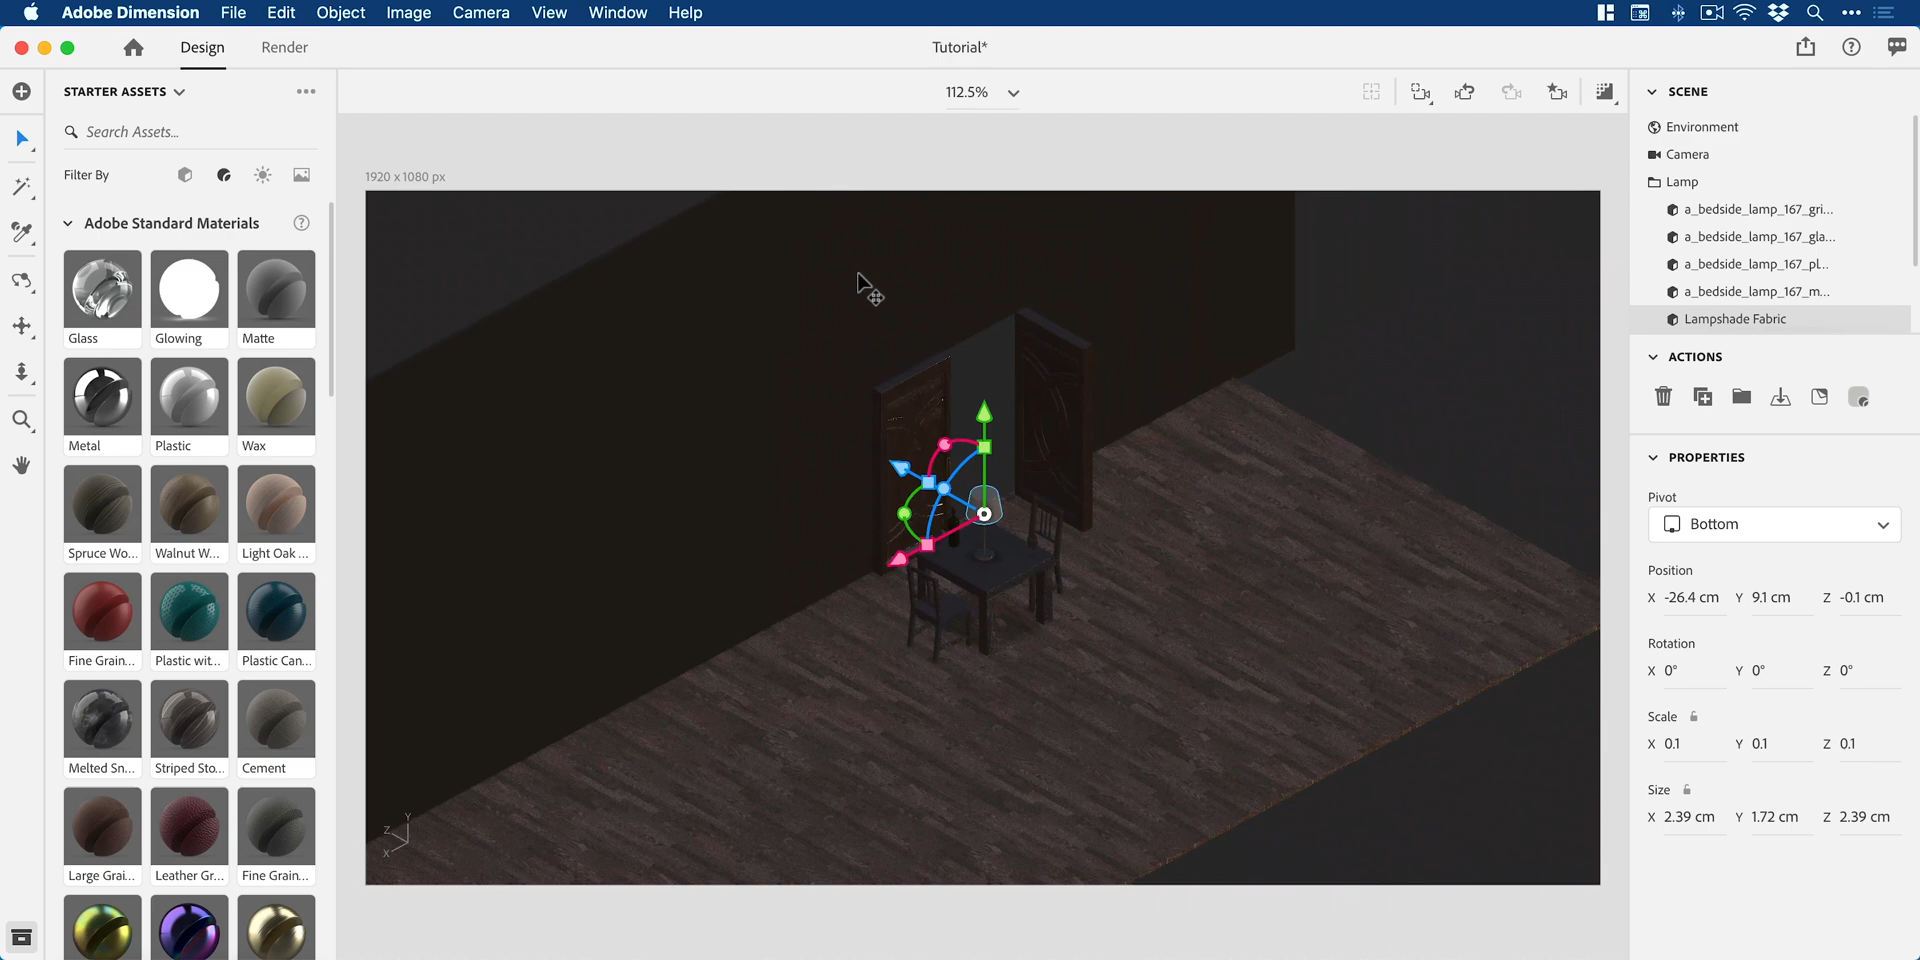 Adobe Dimension File Edit Object Image Camera View Window Help
Design Render Tutorial*
STARTER ASSETS
Search Assets...
Filter By
Adobe Standard Materials
Glass Glowing Matte
Metal Plastic Wax
Spruce Wo... Walnut W... Light Oak ...
Fine Grain... Plastic wit... Plastic Can...
Melted Sn... Striped Sto... Cement
Large Grai... Leather Gr... Fine Grain...
112.5%
1920 x 1080 px
Y
Z
X
SCENE
Environment
Camera
Lamp
a_bedside_lamp_167_gri...
a_bedside_lamp_167_gla...
a_bedside_lamp_167_pl...
a_bedside_lamp_167_m...
Lampshade Fabric
ACTIONS
PROPERTIES
Pivot
Bottom
Position
X -26.4 cm Y 9.1 cm Z -0.1 cm
Rotation
X 0° Y 0° Z 0°
Scale
X 0.1 Y 0.1 Z 0.1
Size
X 2.39 cm Y 1.72 cm Z 2.39 cm